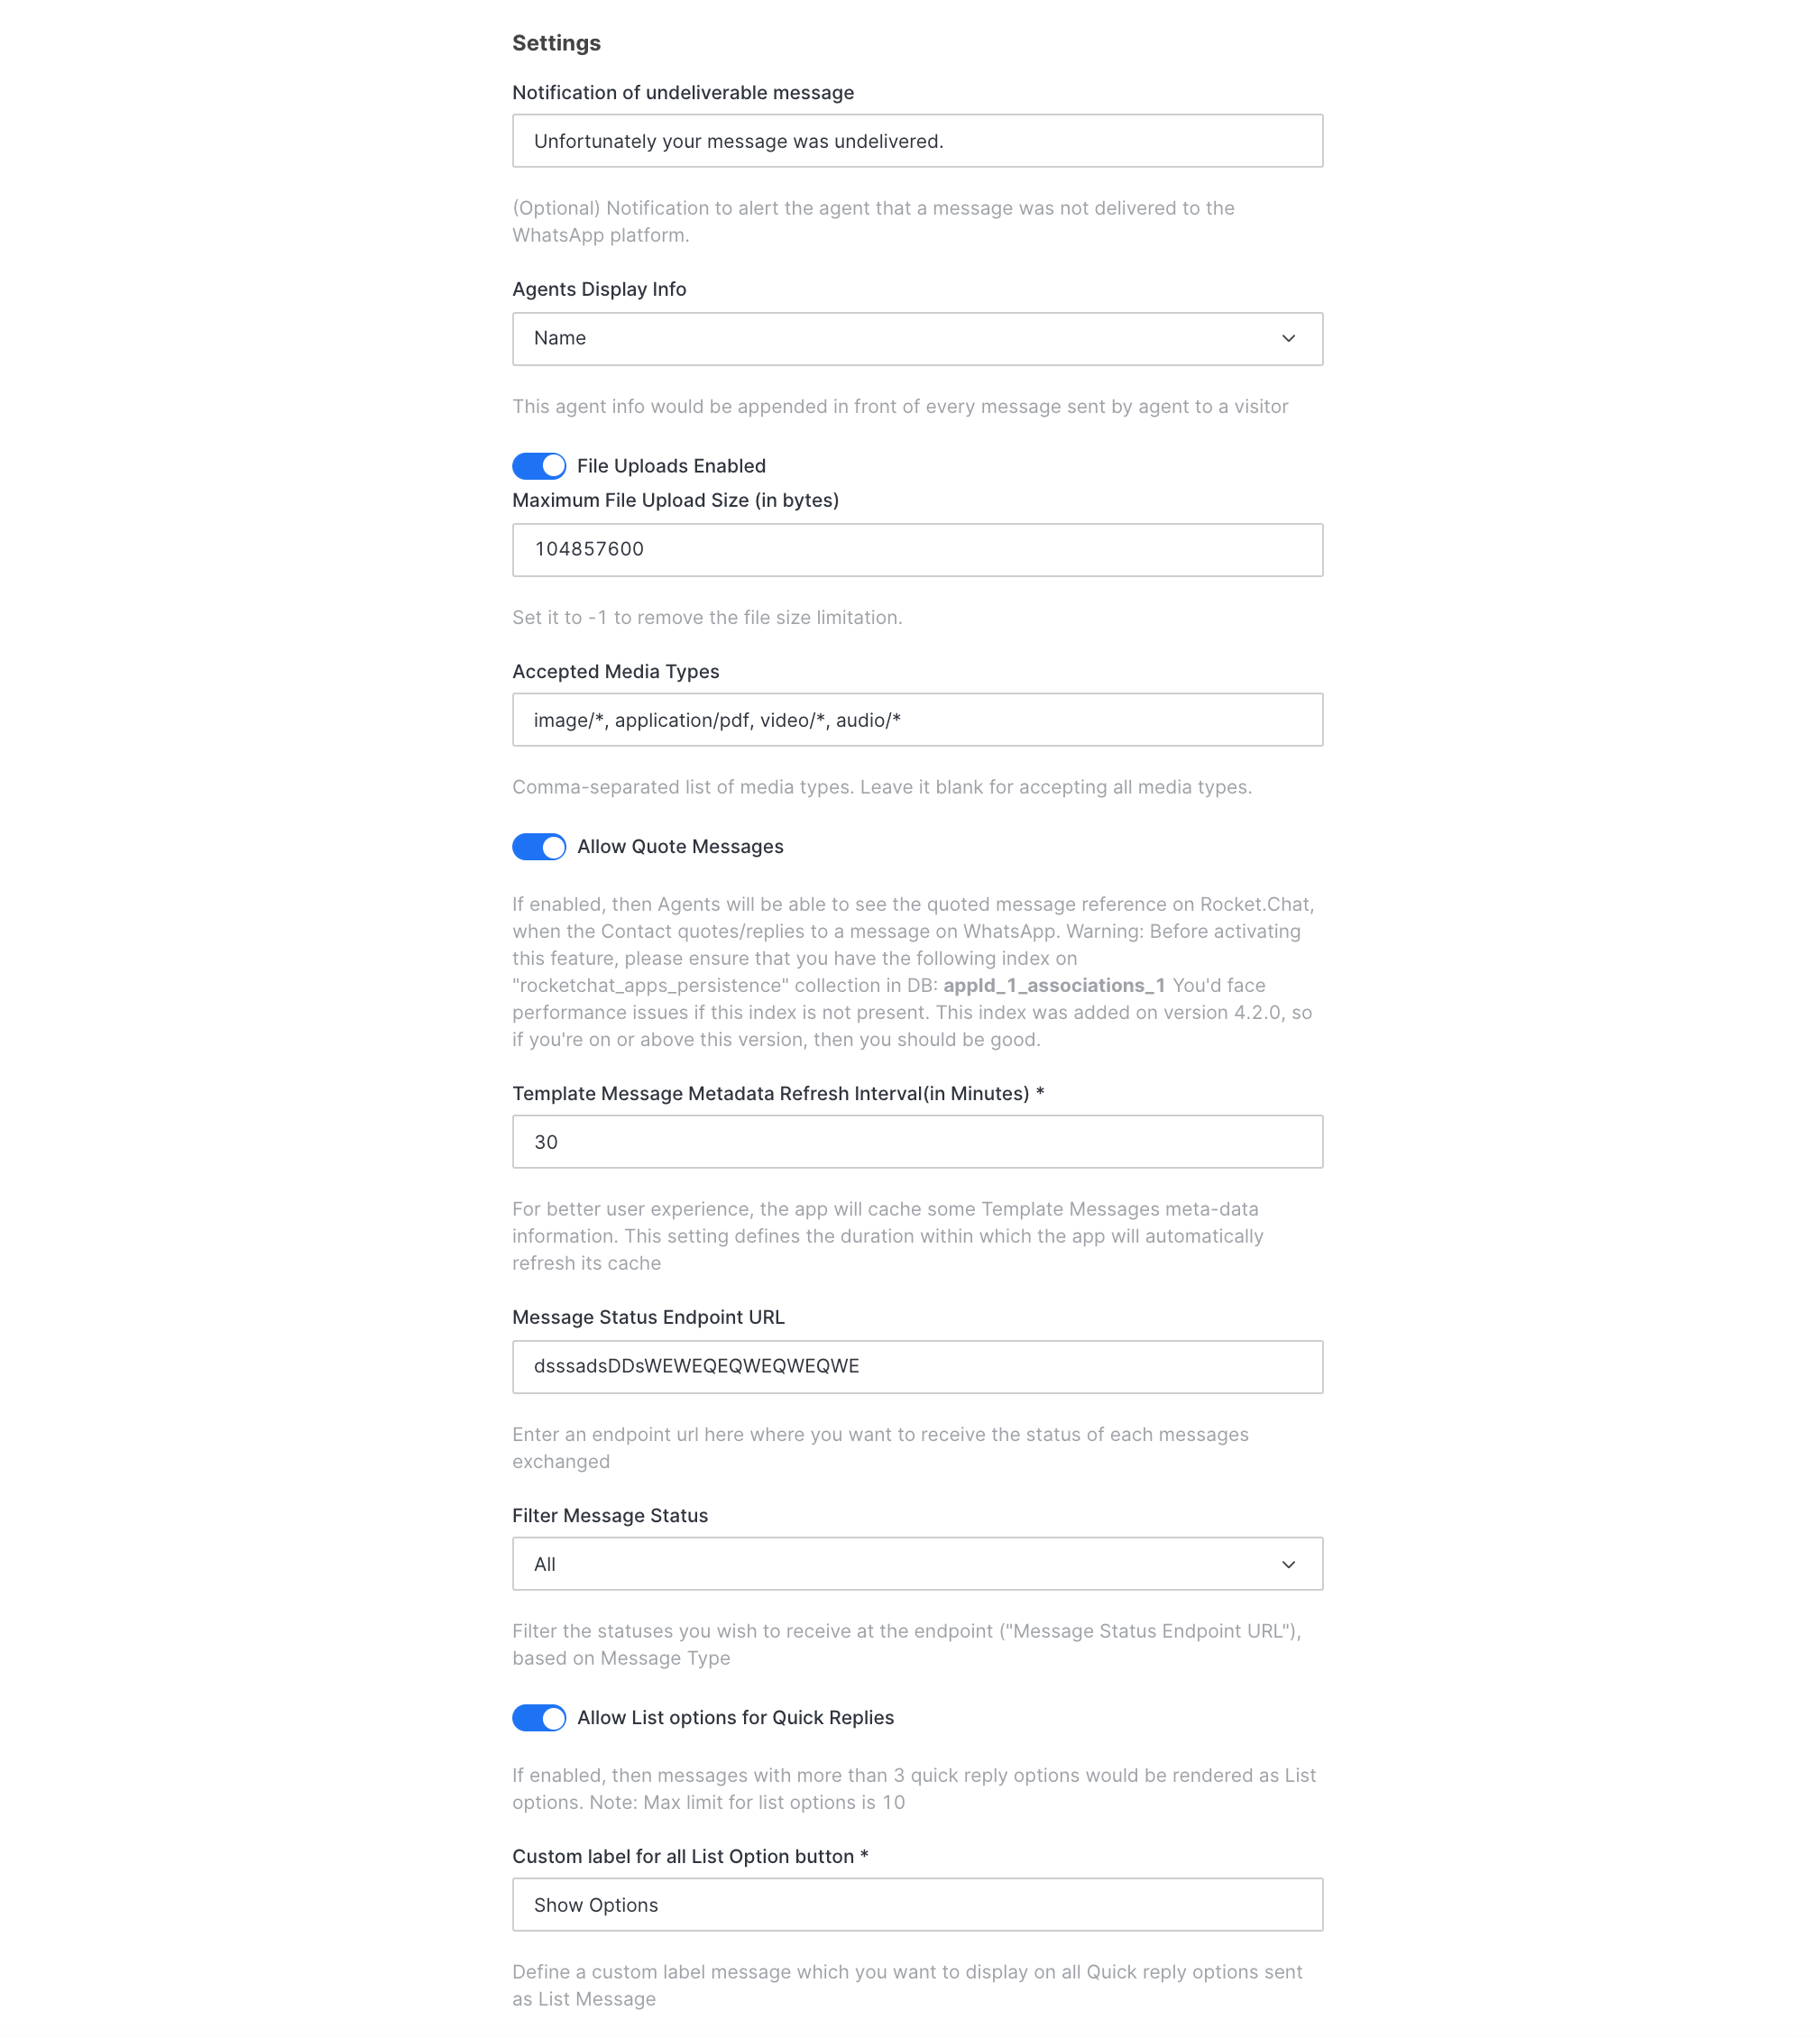 Settings
Notification of undeliverable message
Unfortunately your message was undelivered.
(Optional) Notification to alert the agent that a message was not delivered to the
WhatsApp platform.
Agents Display Info
Name
This agent info would be appended in front of every message sent by agent to a visitor
File Uploads Enabled
Maximum File Upload Size (in bytes)
104857600
Set it to -1 to remove the file size limitation.
Accepted Media Types
image/*, application/pdf, video/*, audio/*
Comma-separated list of media types. Leave it blank for accepting all media types.
Allow Quote Messages
If enabled, then Agents will be able to see the quoted message reference on Rocket.Chat,
when the Contact quotes/replies to a message on WhatsApp. Warning: Before activating
this feature, please ensure that you have the following index on
"rocketchat_apps_persistence" collection in DB: appId_1_associations_1 You'd face
performance issues if this index is not present. This index was added on version 4.2.0, so
if you're on or above this version, then you should be good.
Template Message Metadata Refresh Interval(in Minutes) *
30
For better user experience, the app will cache some Template Messages meta-data
information. This setting defines the duration within which the app will automatically
refresh its cache
Message Status Endpoint URL
dsssadsDDsWEWEQEQWEQWEQWE
Enter an endpoint url here where you want to receive the status of each messages
exchanged
Filter Message Status
All
Filter the statuses you wish to receive at the endpoint ("Message Status Endpoint URL"),
based on Message Type
Allow List options for Quick Replies
If enabled, then messages with more than 3 quick reply options would be rendered as List
options. Note: Max limit for list options is 10
Custom label for all List Option button *
Show Options
Define a custom label message which you want to display on all Quick reply options sent
as List Message